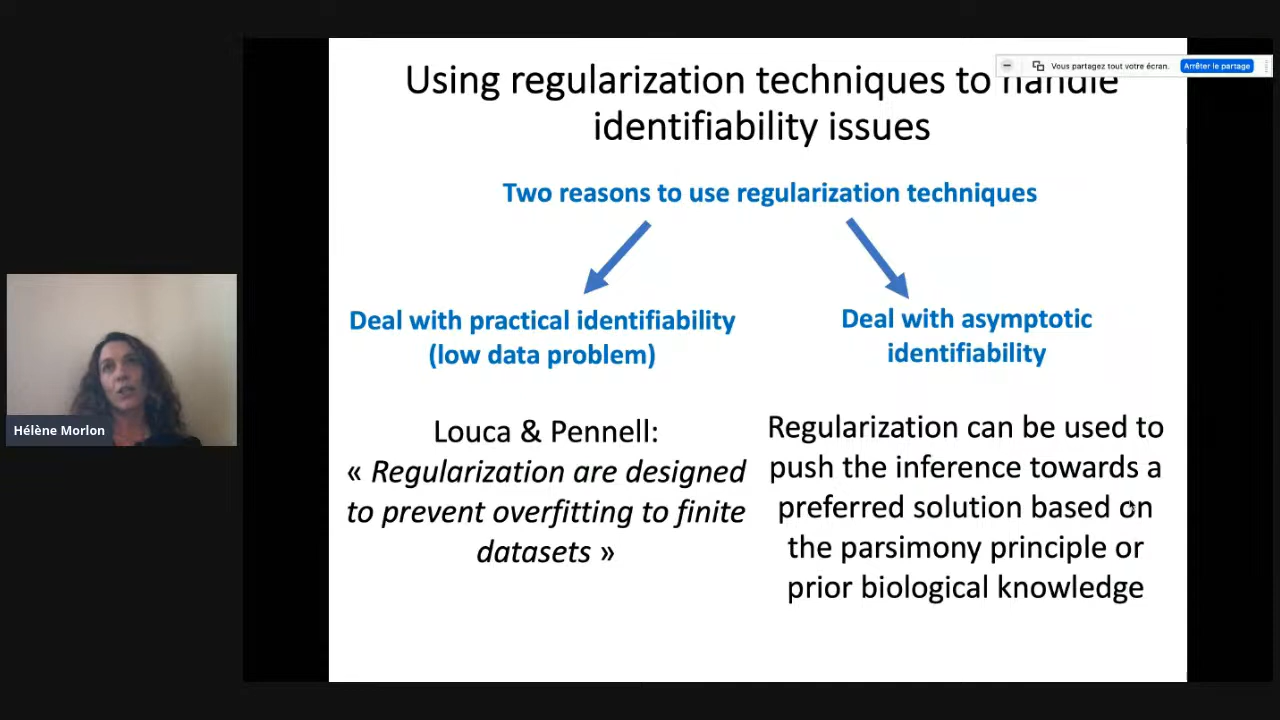 Using regularization techniques to handle
identifiability issues
Vous partagez tout votre écran.
Arrêter le partage
Two reasons to use regularization techniques
Deal with practical identifiability
(low data problem)
Deal with asymptotic
identifiability
Louca & Pennell:
« Regularization are designed
to prevent overfitting to finite
datasets »
Regularization can be used to
push the inference towards a
preferred solution based on
the parsimony principle or
prior biological knowledge
Hélène Morlon